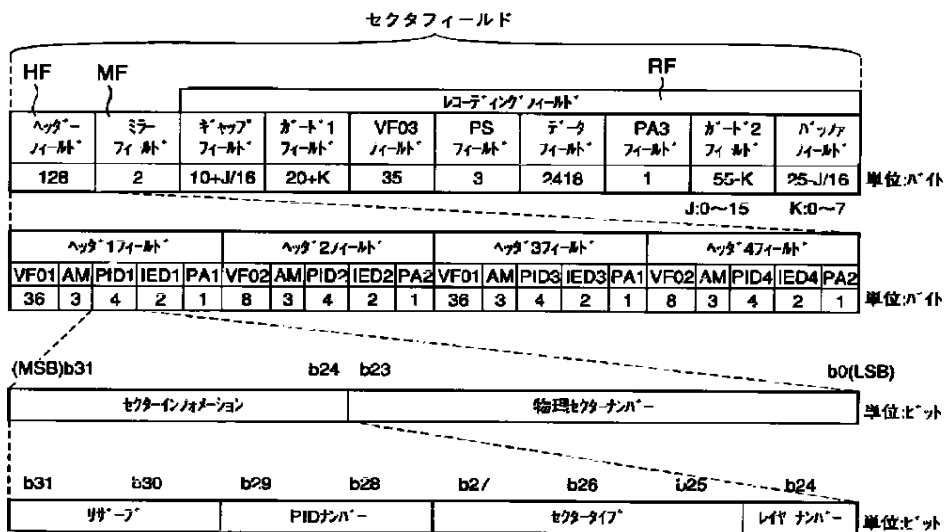 セクタフィールド
HF MF RF
レコーディングフィールド
ヘッダーフィールド ミラーフィールド ギャップフィールド ガード1フィールド VFO3フィールド PSフィールド データフィールド PA3フィールド ガード2フィールド バッファフィールド
128 2 10+J/16 20+K 35 3 2418 1 55-K 25-J/16 単位:バイト
J:0〜15 K:0〜7
ヘッダ1フィールド ヘッダ2フィールド ヘッダ3フィールド ヘッダ4フィールド
VFO1 AM PID1 IED1 PA1 VFO2 AM PID2 IED2 PA2 VFO1 AM PID3 IED3 PA1 VFO2 AM PID4 IED4 PA2
36 3 4 2 1 8 3 4 2 1 36 3 4 2 1 8 3 4 2 1 単位:バイト
(MSB)b31 b24 b23 b0(LSB)
セクターインフォメーション 物理セクターナンバー 単位:ビット
b31 b30 b29 b28 b27 b26 b25 b24
リザーブ PIDナンバー セクタータイプ レイヤナンバー 単位:ビット